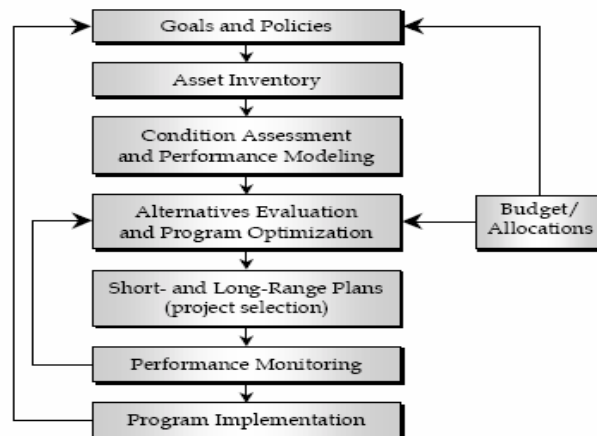 Goals and Policies
Asset Inventory
Condition Assessment
and Performance Modeling
Alternatives Evaluation
and Program Optimization
Budget/
Allocations
Short- and Long-Range Plans
(project selection)
Performance Monitoring
Program Implementation